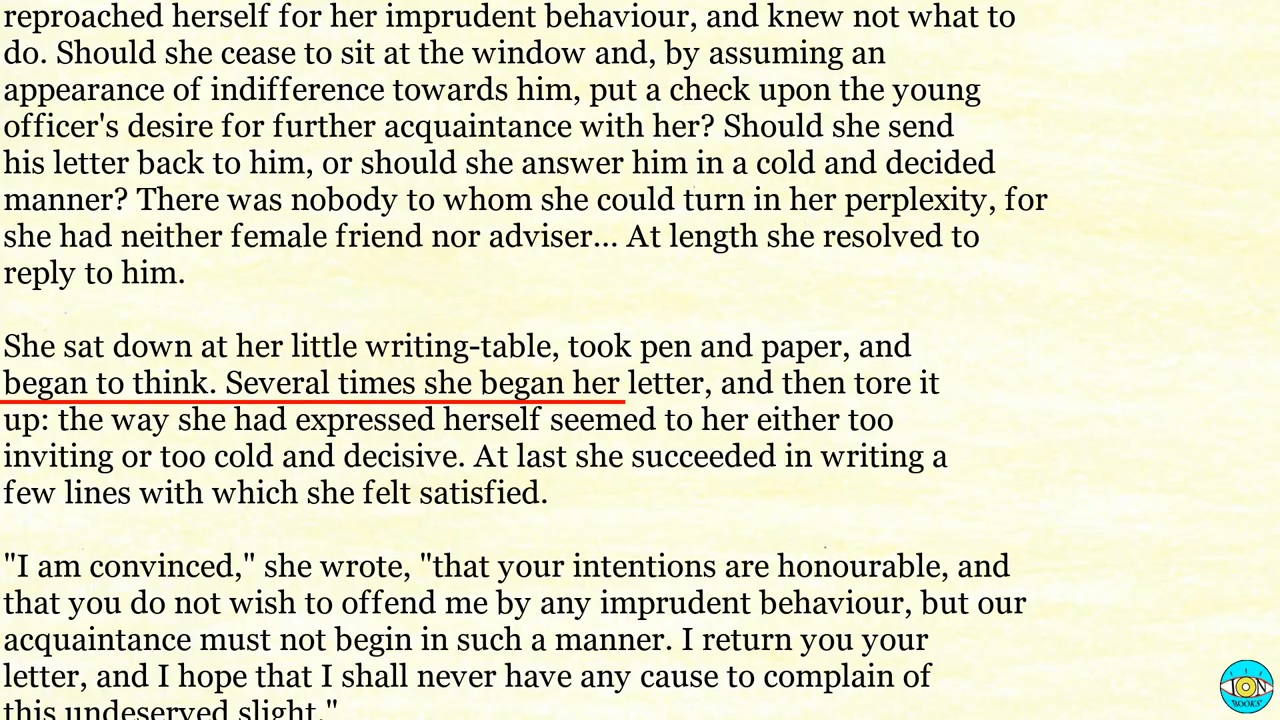 reproached herself for her imprudent behaviour, and knew not what to
do. Should she cease to sit at the window and, by assuming an
appearance of indifference towards him, put a check upon the young
officer's desire for further acquaintance with her? Should she send
his letter back to him, or should she answer him in a cold and decided
manner? There was nobody to whom she could turn in her perplexity, for
she had neither female friend nor adviser... At length she resolved to
reply to him.
She sat down at her little writing-table, took pen and paper, and
began to think. Several times she began her letter, and then tore it
up: the way she had expressed herself seemed to her either too
inviting or too cold and decisive. At last she succeeded in writing a
few lines with which she felt satisfied.
"I am convinced," she wrote, "that your intentions are honourable, and
that you do not wish to offend me by any imprudent behaviour, but our
acquaintance must not begin in such a manner. I return you your
letter, and I hope that I shall never have any cause to complain of
this undeserved slight."
ION
BOOKS